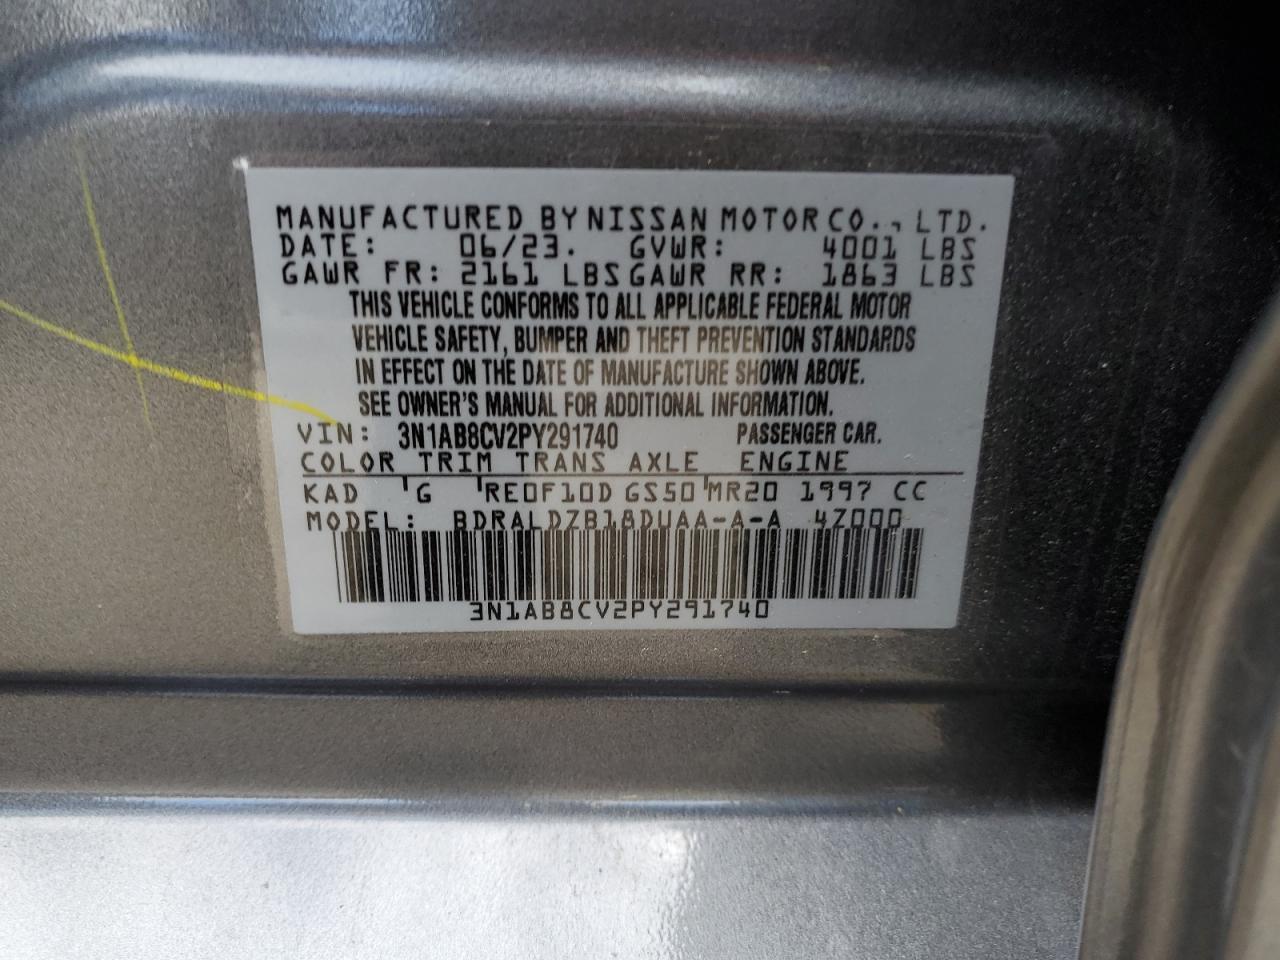 MANUFACTURED BY NISSAN MOTOR CO., LTD.
DATE: 06/23. GVWR: 4001 LBS
GAWR FR: 2161 LBS GAWR RR: 1863 LBS
THIS VEHICLE CONFORMS TO ALL APPLICABLE FEDERAL MOTOR
VEHICLE SAFETY, BUMPER AND THEFT PREVENTION STANDARDS
IN EFFECT ON THE DATE OF MANUFACTURE SHOWN ABOVE.
SEE OWNER'S MANUAL FOR ADDITIONAL INFORMATION.
VIN: 3N1AB8CV2PY291740 PASSENGER CAR.
COLOR TRIM TRANS AXLE ENGINE
KAD 'G 'RE0F10D GS50'MR20 1997 CC
MODEL: BDRALDZB18DUAA-A-A 4Z000
3N1AB8CV2PY291740